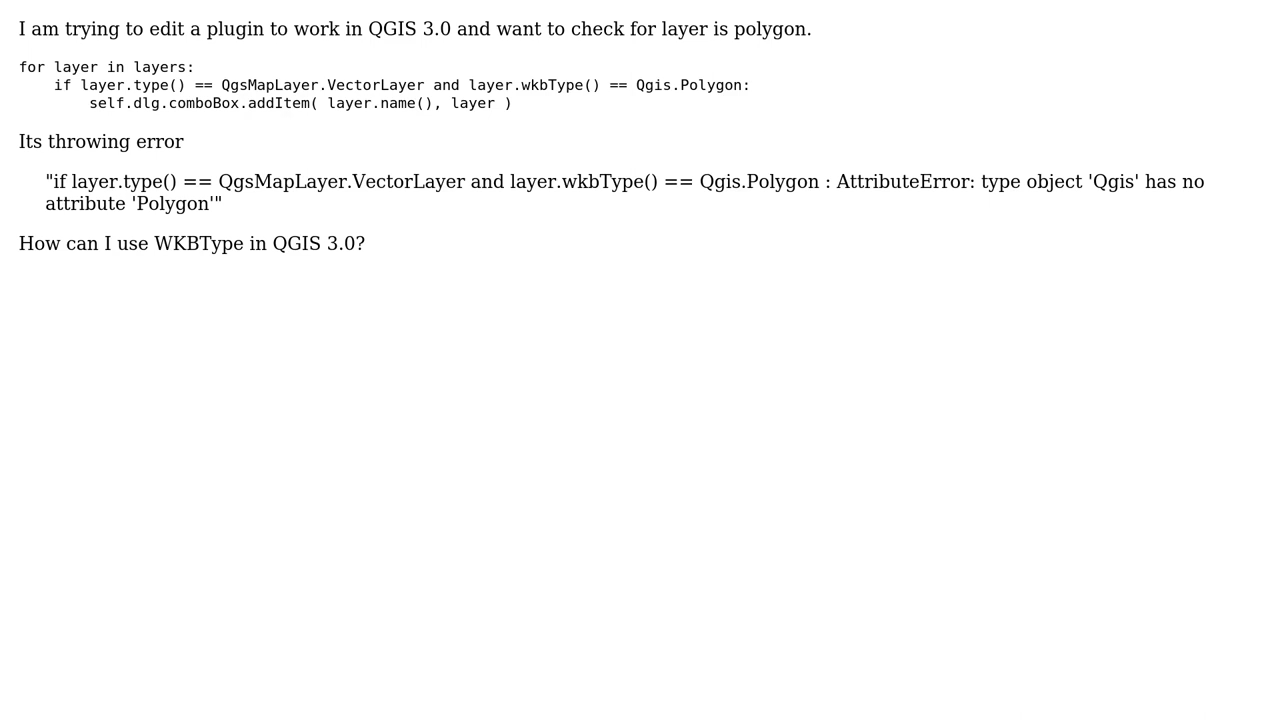 I am trying to edit a plugin to work in QGIS 3.0 and want to check for layer is polygon.
for layer in layers:
    if layer.type() == QgsMapLayer.VectorLayer and layer.wkbType() == Qgis.Polygon:
        self.dlg.comboBox.addItem( layer.name(), layer )
Its throwing error
"if layer.type() == QgsMapLayer.VectorLayer and layer.wkbType() == Qgis.Polygon : AttributeError: type object 'Qgis' has no
attribute 'Polygon'"
How can I use WKBType in QGIS 3.0?